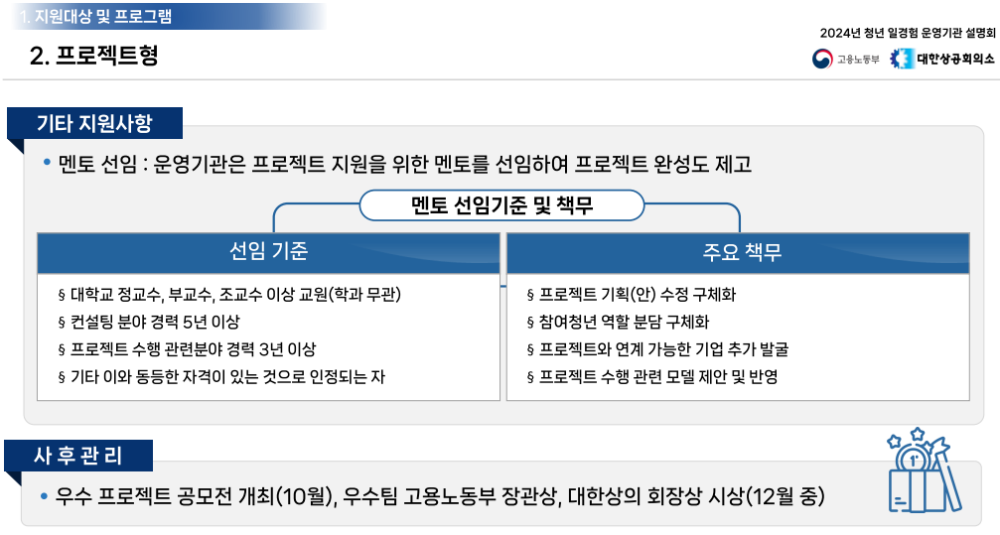 1. 지원대상 및 프로그램
2. 프로젝트형
2024년 청년 일경험 운영기관 설명회
고용노동부 대한상공회의소
기타 지원사항
• 멘토 선임 : 운영기관은 프로젝트 지원을 위한 멘토를 선임하여 프로젝트 완성도 제고
멘토 선임기준 및 책무
선임 기준
§ 대학교 정교수, 부교수, 조교수 이상 교원(학과 무관)
§ 컨설팅 분야 경력 5년 이상
§ 프로젝트 수행 관련분야 경력 3년 이상
§ 기타 이와 동등한 자격이 있는 것으로 인정되는 자
주요 책무
§ 프로젝트 기획(안) 수정 구체화
§ 참여청년 역할 분담 구체화
§ 프로젝트와 연계 가능한 기업 추가 발굴
§ 프로젝트 수행 관련 모델 제안 및 반영
사 후 관 리
• 우수 프로젝트 공모전 개최(10월), 우수팀 고용노동부 장관상, 대한상의 회장상 시상(12월 중)